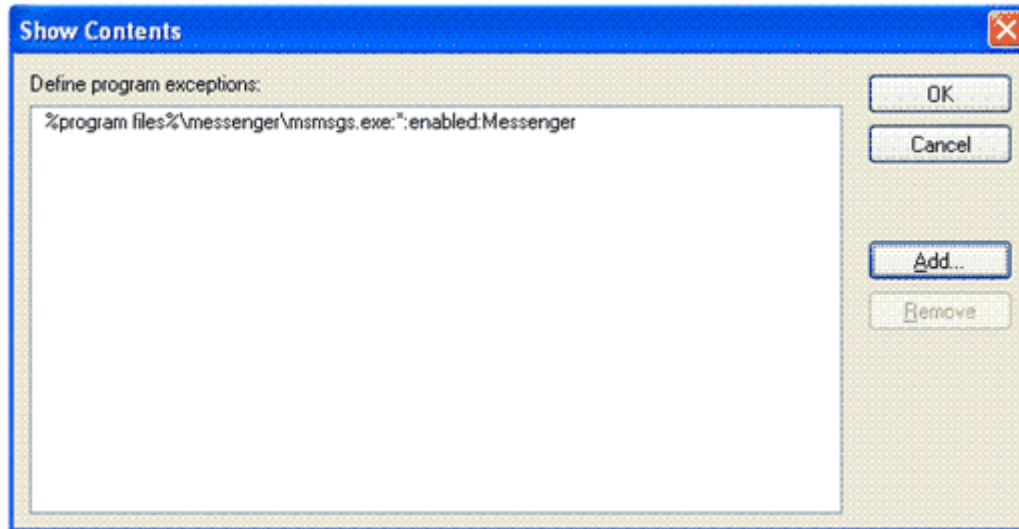 Show Contents
Define program exceptions:
%program files%\messenger\msmsgs.exe:*:enabled:Messenger
OK
Cancel
Add...
Remove